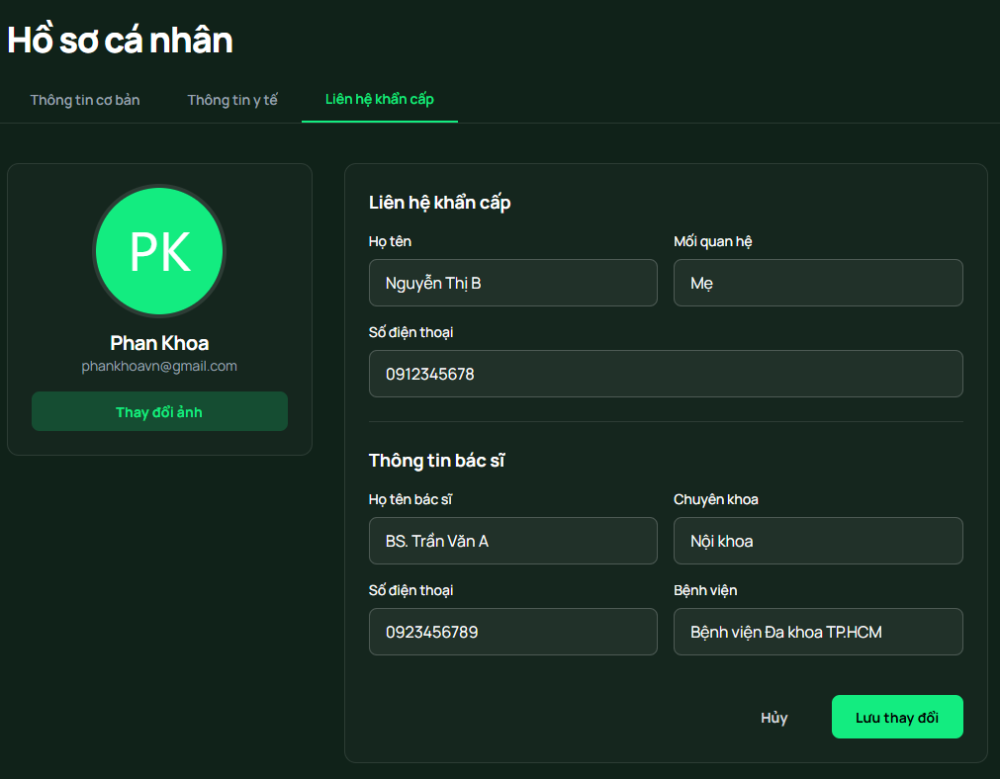 Hồ sơ cá nhân
Thông tin cơ bản
Thông tin y tế
Liên hệ khẩn cấp
PK
Phan Khoa
phankhoavn@gmail.com
Thay đổi ảnh
Liên hệ khẩn cấp
Họ tên
Mối quan hệ
Nguyễn Thị B
Mẹ
Số điện thoại
0912345678
Thông tin bác sĩ
Họ tên bác sĩ
Chuyên khoa
BS. Trần Văn A
Nội khoa
Số điện thoại
Bệnh viện
0923456789
Bệnh viện Đa khoa TP.HCM
Hủy
Lưu thay đổi